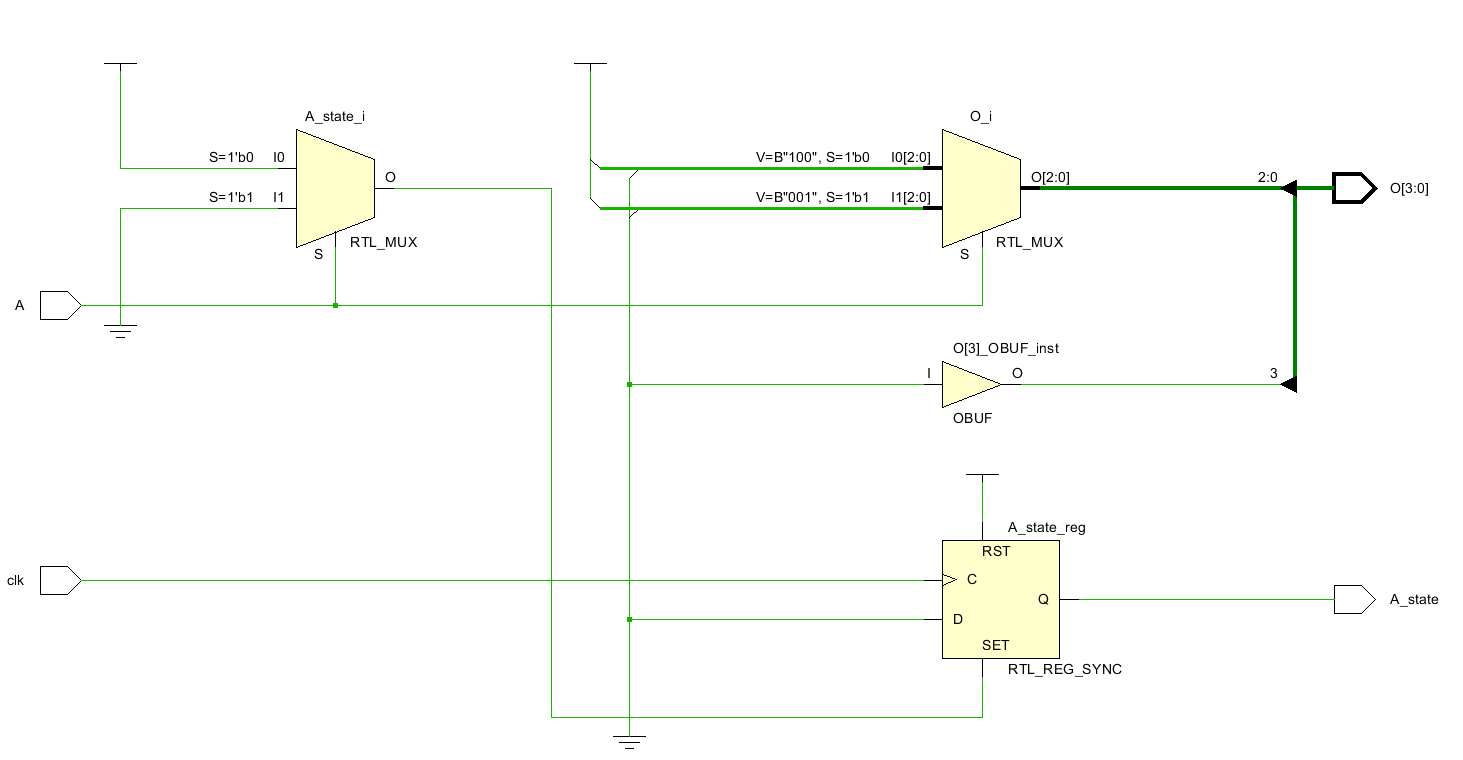 A_state_i
O_i
S=1'b0 I0
O
S=1'b1 I1
S
RTL_MUX
V=B"100", S=1'b0 I0[2:0]
O[2:0]
V=B"001", S=1'b1 I1[2:0]
S
RTL_MUX
2:0
O[3:0]
A
O[3]_OBUF_inst
I
O
3
OBUF
A_state_reg
RST
clk
C
Q
A_state
D
SET
RTL_REG_SYNC